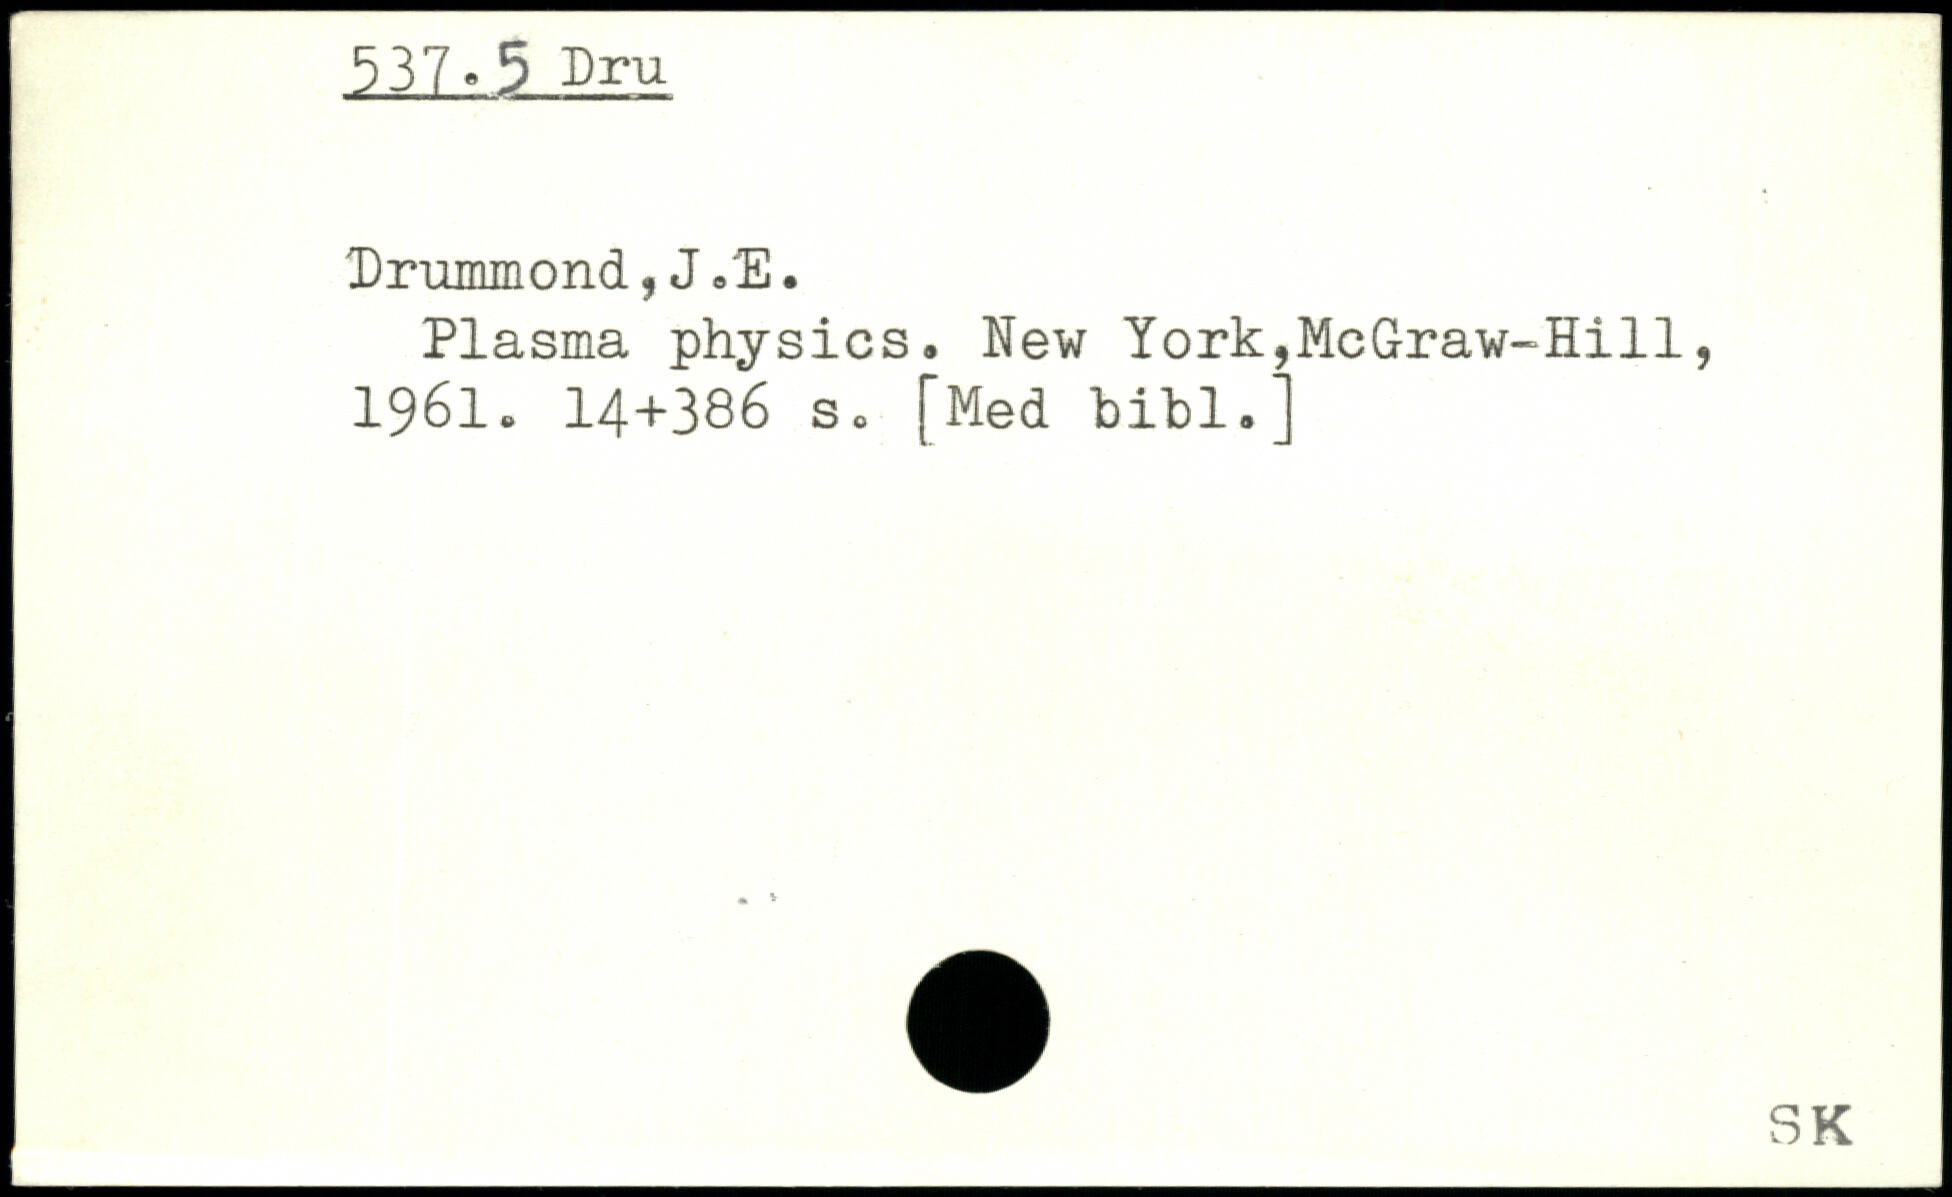 537.5 Dru
Drummond,J.E.
Plasma physics. New York,McGraw-Hill,
1961. 14+386 s. [Med bibl.]
SK